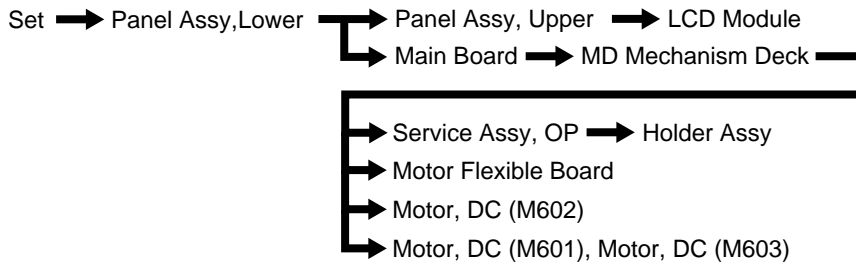 Set Panel Assy,Lower Panel Assy, Upper LCD Module
Main Board MD Mechanism Deck
Service Assy, OP Holder Assy
Motor Flexible Board
Motor, DC (M602)
Motor, DC (M601), Motor, DC (M603)